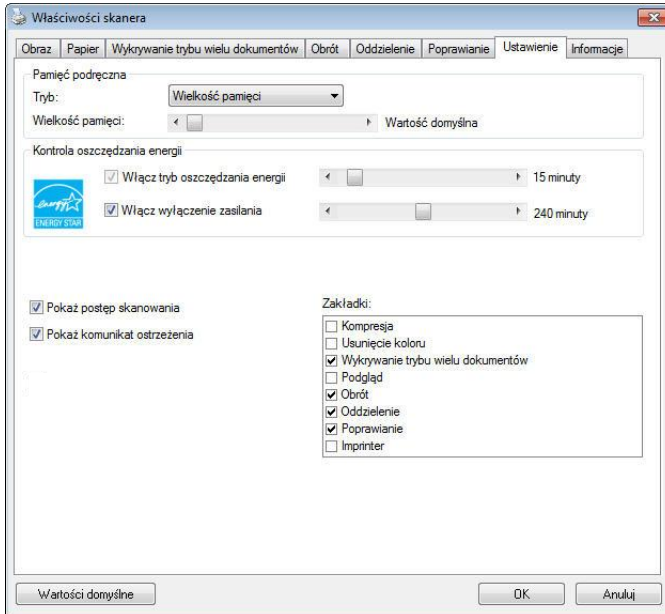 Właściwości skanera
Obraz Papier Wykrywanie trybu wielu dokumentów Obrót Oddzielenie Poprawianie Ustawienie Informacje
Pamięć podręczna
Tryb: Wielkość pamięci
Wielkość pamięci: Wartość domyślna
Kontrola oszczędzania energii
Włącz tryb oszczędzania energii 15 minuty
energy
ENERGY STAR
Włącz wyłączenie zasilania 240 minuty
Pokaż postęp skanowania
Pokaż komunikat ostrzeżenia
Zakładki:
Kompresja
Usunięcie koloru
Wykrywanie trybu wielu dokumentów
Podgląd
Obrót
Oddzielenie
Poprawianie
Imprinter
Wartości domyślne OK Anuluj